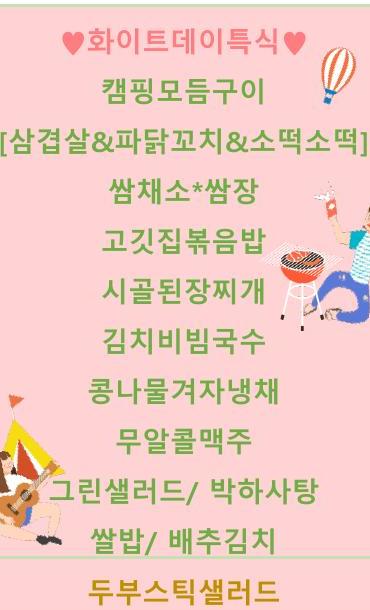 ♥화이트데이특식♥
캠핑모듬구이
[삼겹살&파닭꼬치&소떡소떡]
쌈채소*쌈장
고깃집볶음밥
시골된장찌개
김치비빔국수
콩나물겨자냉채
무알콜맥주
그린샐러드/ 박하사탕
쌀밥/ 배추김치
두부스틱샐러드